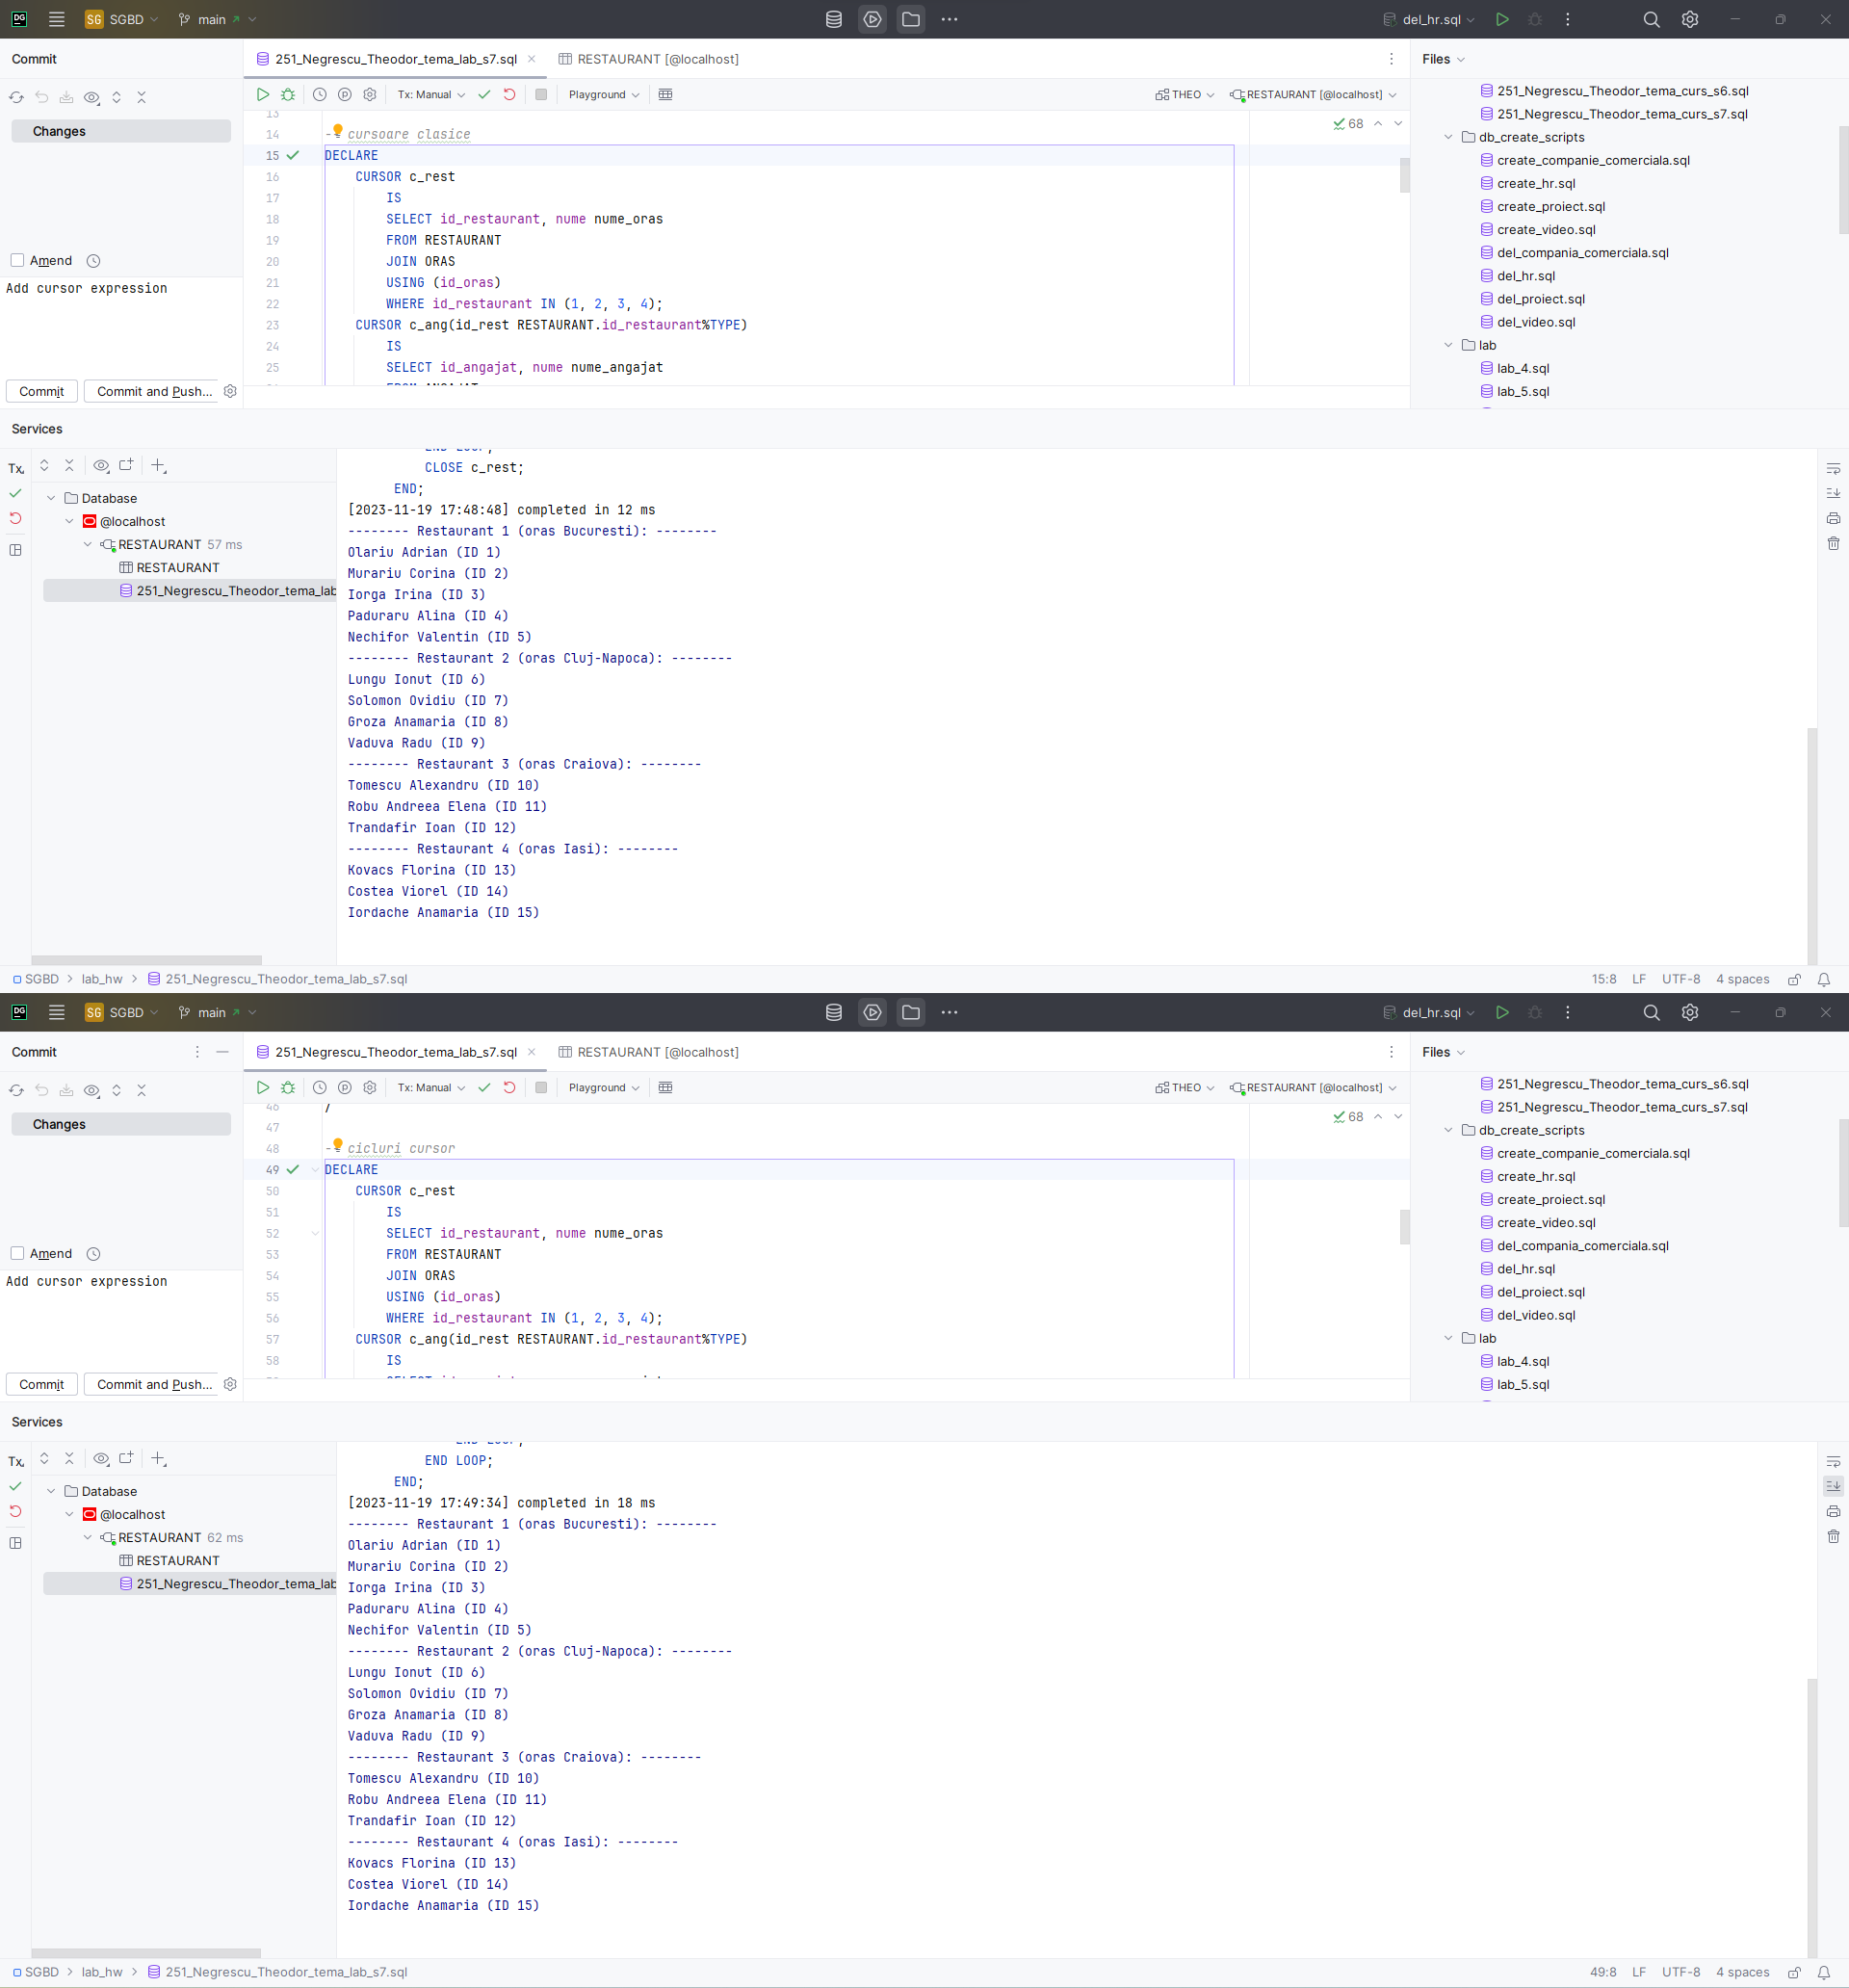 SG SGBD main del_hr.sql
Commit
251_Negrescu_Theodor_tema_lab_s7.sql RESTAURANT [@localhost]
Files
Tx: Manual Playground THEO RESTAURANT [@localhost]
Changes
Amend
Add cursor expression
Commit Commit and Push...
68
13
14 -- cursoare clasice
15 DECLARE
16 CURSOR c_rest
17 IS
18 SELECT id_restaurant, nume nume_oras
19 FROM RESTAURANT
20 JOIN ORAS
21 USING (id_oras)
22 WHERE id_restaurant IN (1, 2, 3, 4);
23 CURSOR c_ang(id_rest RESTAURANT.id_restaurant%TYPE)
24 IS
25 SELECT id_angajat, nume nume_angajat
251_Negrescu_Theodor_tema_curs_s6.sql
251_Negrescu_Theodor_tema_curs_s7.sql
db_create_scripts
create_companie_comerciala.sql
create_hr.sql
create_proiect.sql
create_video.sql
del_compania_comerciala.sql
del_hr.sql
del_proiect.sql
del_video.sql
lab
lab_4.sql
lab_5.sql
Services
Tx
Database
@localhost
RESTAURANT 57 ms
RESTAURANT
251_Negrescu_Theodor_tema_lab
END LOOP;
CLOSE c_rest;
END;
[2023-11-19 17:48:48] completed in 12 ms
-------- Restaurant 1 (oras Bucuresti): --------
Olariu Adrian (ID 1)
Murariu Corina (ID 2)
Iorga Irina (ID 3)
Paduraru Alina (ID 4)
Nechifor Valentin (ID 5)
-------- Restaurant 2 (oras Cluj-Napoca): --------
Lungu Ionut (ID 6)
Solomon Ovidiu (ID 7)
Groza Anamaria (ID 8)
Vaduva Radu (ID 9)
-------- Restaurant 3 (oras Craiova): --------
Tomescu Alexandru (ID 10)
Robu Andreea Elena (ID 11)
Trandafir Ioan (ID 12)
-------- Restaurant 4 (oras Iasi): --------
Kovacs Florina (ID 13)
Costea Viorel (ID 14)
Iordache Anamaria (ID 15)
SGBD > lab_hw > 251_Negrescu_Theodor_tema_lab_s7.sql 15:8 LF UTF-8 4 spaces
SG SGBD main del_hr.sql
Commit
251_Negrescu_Theodor_tema_lab_s7.sql RESTAURANT [@localhost]
Files
Tx: Manual Playground THEO RESTAURANT [@localhost]
Changes
Amend
Add cursor expression
Commit Commit and Push...
68
46 /
47
48 -- cicluri cursor
49 DECLARE
50 CURSOR c_rest
51 IS
52 SELECT id_restaurant, nume nume_oras
53 FROM RESTAURANT
54 JOIN ORAS
55 USING (id_oras)
56 WHERE id_restaurant IN (1, 2, 3, 4);
57 CURSOR c_ang(id_rest RESTAURANT.id_restaurant%TYPE)
58 IS
251_Negrescu_Theodor_tema_curs_s6.sql
251_Negrescu_Theodor_tema_curs_s7.sql
db_create_scripts
create_companie_comerciala.sql
create_hr.sql
create_proiect.sql
create_video.sql
del_compania_comerciala.sql
del_hr.sql
del_proiect.sql
del_video.sql
lab
lab_4.sql
lab_5.sql
Services
Tx
Database
@localhost
RESTAURANT 62 ms
RESTAURANT
251_Negrescu_Theodor_tema_lab
END LOOP;
END LOOP;
END;
[2023-11-19 17:49:34] completed in 18 ms
-------- Restaurant 1 (oras Bucuresti): --------
Olariu Adrian (ID 1)
Murariu Corina (ID 2)
Iorga Irina (ID 3)
Paduraru Alina (ID 4)
Nechifor Valentin (ID 5)
-------- Restaurant 2 (oras Cluj-Napoca): --------
Lungu Ionut (ID 6)
Solomon Ovidiu (ID 7)
Groza Anamaria (ID 8)
Vaduva Radu (ID 9)
-------- Restaurant 3 (oras Craiova): --------
Tomescu Alexandru (ID 10)
Robu Andreea Elena (ID 11)
Trandafir Ioan (ID 12)
-------- Restaurant 4 (oras Iasi): --------
Kovacs Florina (ID 13)
Costea Viorel (ID 14)
Iordache Anamaria (ID 15)
SGBD > lab_hw > 251_Negrescu_Theodor_tema_lab_s7.sql 49:8 LF UTF-8 4 spaces